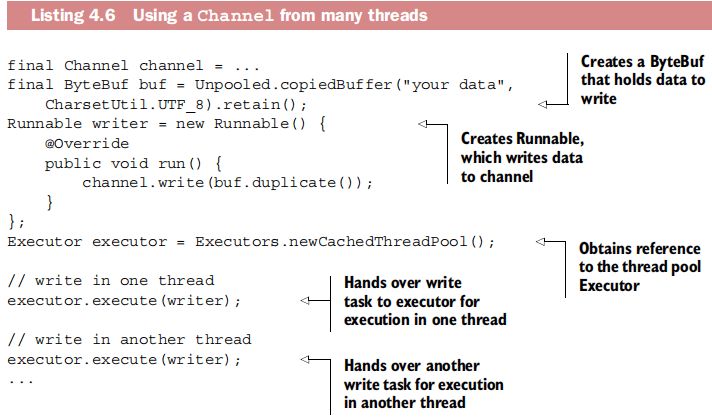 Listing 4.6 Using a Channel from many threads
final Channel channel = ...
final ByteBuf buf = Unpooled.copiedBuffer("your data",
CharsetUtil.UTF_8).retain();
Runnable writer = new Runnable() {
@Override
public void run() {
channel.write(buf.duplicate());
}
};
Executor executor = Executors.newCachedThreadPool();
// write in one thread
executor.execute(writer);
// write in another thread
executor.execute(writer);
...
Creates a ByteBuf
that holds data to
write
Creates Runnable,
which writes data
to channel
Obtains reference
to the thread pool
Executor
Hands over write
task to executor for
execution in one thread
Hands over another
write task for execution
in another thread